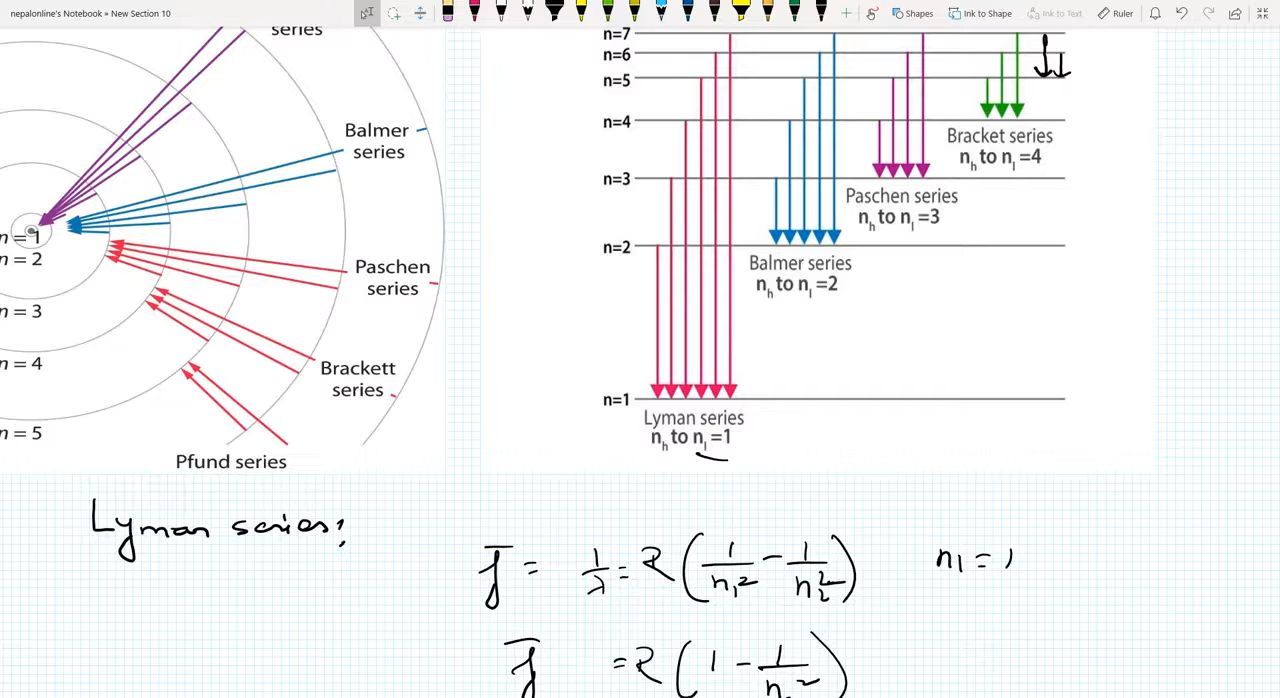 nepalonline's Notebook » New Section 10
Shapes
Ink to Shape
Ink to Text
Ruler
series
Balmer
series
n = 1
n = 2
Paschen
series
n = 3
n = 4
Brackett
series
n = 5
Pfund series
n=7
n=6
n=5
n=4
Bracket series
nh to nl =4
n=3
Paschen series
nh to nl =3
n=2
Balmer series
nh to nl =2
n=1
Lyman series
nh to nl =1
Lyman series:
ῡ = 1/λ = R(1/n₁² − 1/n₂²) n1 = 1
ῡ = R(1 − 1/n₂²)